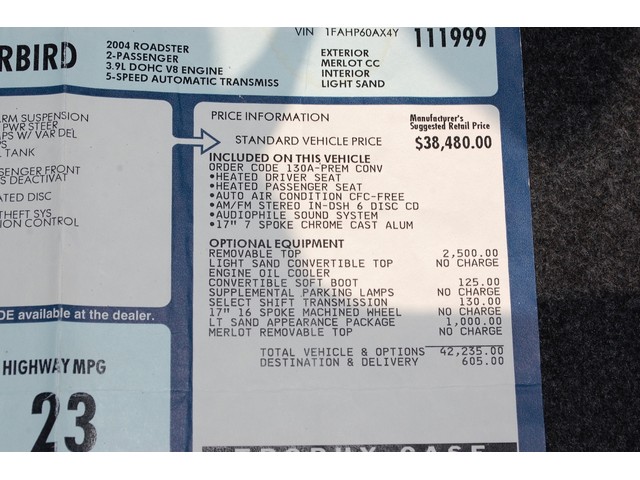 VIN 1FAHP60AX4Y 111999
RBIRD
2004 ROADSTER
2-PASSENGER
3.9L DOHC V8 ENGINE
5-SPEED AUTOMATIC TRANSMISS
EXTERIOR
MERLOT CC
INTERIOR
LIGHT SAND
RM SUSPENSION
PWR STEER
PS W/ VAR DEL
TANK
SENGER FRONT
S DEACTIVAT
ATED DISC
THEFT SYS
ION CONTROL
DE available at the dealer.
HIGHWAY MPG
23
PRICE INFORMATION
Manufacturer's
Suggested Retail Price
STANDARD VEHICLE PRICE $38,480.00
INCLUDED ON THIS VEHICLE
ORDER CODE 130A-PREM CONV
•HEATED DRIVER SEAT
•HEATED PASSENGER SEAT
•AUTO AIR CONDITION CFC-FREE
•AM/FM STEREO IN-DSH 6 DISC CD
•AUDIOPHILE SOUND SYSTEM
•17" 7 SPOKE CHROME CAST ALUM
OPTIONAL EQUIPMENT
REMOVABLE TOP 2,500.00
LIGHT SAND CONVERTIBLE TOP NO CHARGE
ENGINE OIL COOLER
CONVERTIBLE SOFT BOOT 125.00
SUPPLEMENTAL PARKING LAMPS NO CHARGE
SELECT SHIFT TRANSMISSION 130.00
17" 16 SPOKE MACHINED WHEEL NO CHARGE
LT SAND APPEARANCE PACKAGE 1,000.00
MERLOT REMOVABLE TOP NO CHARGE
TOTAL VEHICLE & OPTIONS 42,235.00
DESTINATION & DELIVERY 605.00
TROPHY CASE